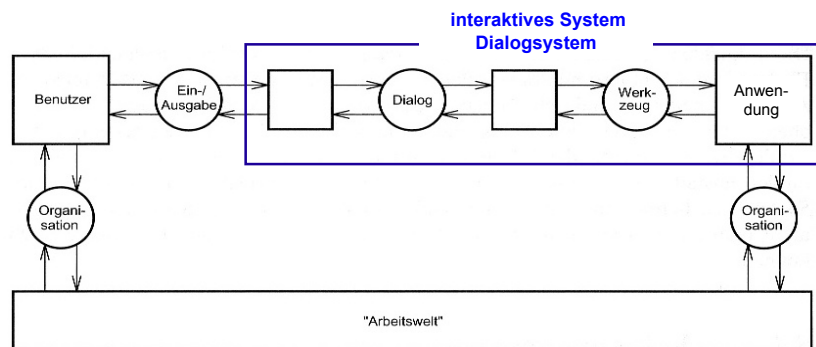 interaktives System
Dialogsystem
Benutzer
Ein-/
Ausgabe
Dialog
Werk-
zeug
Anwen-
dung
Organi-
sation
Organi-
sation
"Arbeitswelt"